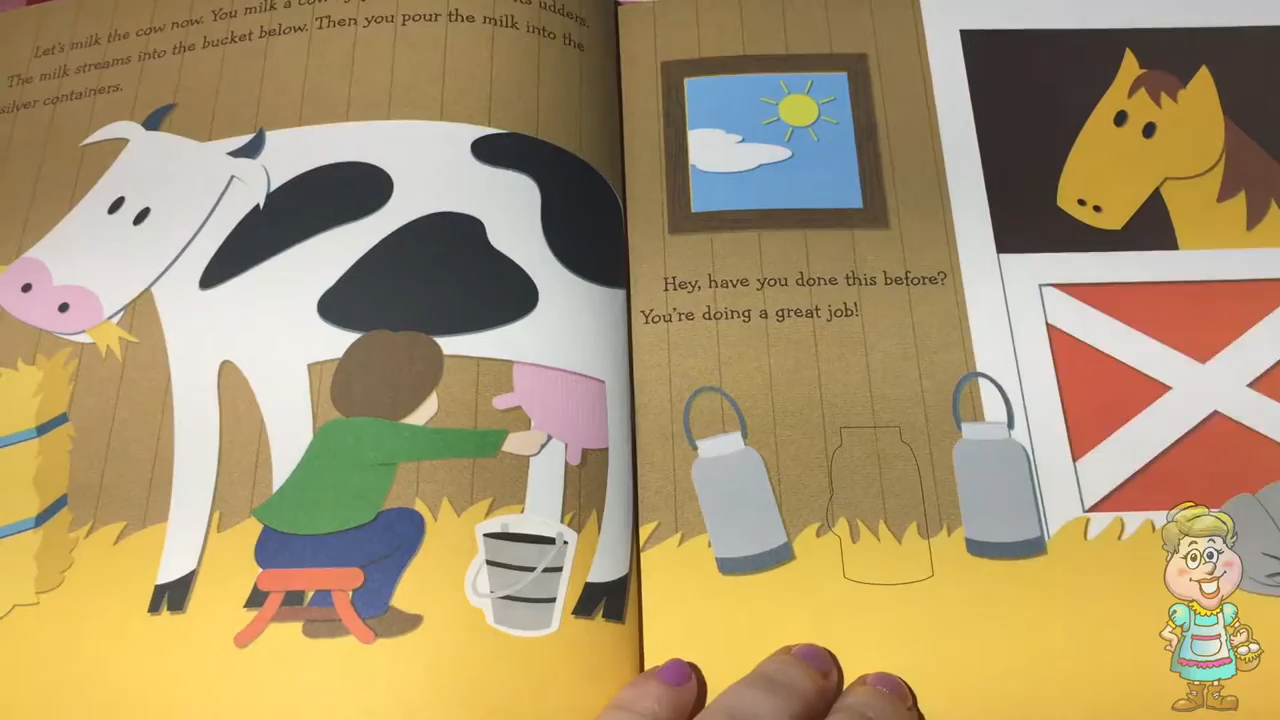 Let's milk the cow now. You milk a cow udders.
The milk streams into the bucket below. Then you pour the milk into the
silver containers.
Hey, have you done this before?
You're doing a great job!